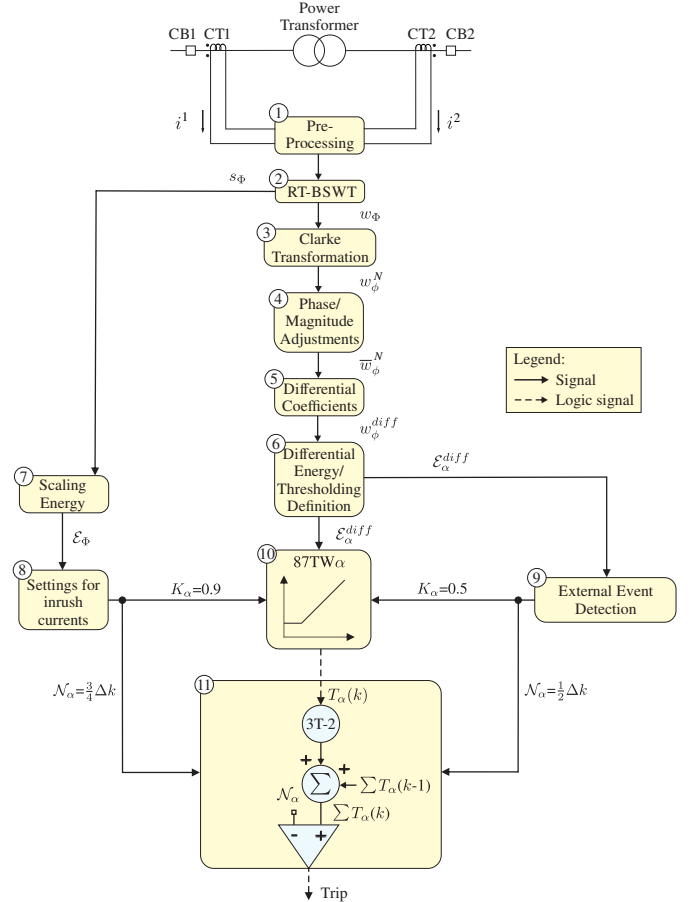 Power
Transformer
CB1 CT1 CT2 CB2
i^1
i^2
1
Pre-
Processing
s_Φ
2
RT-BSWT
w_Φ
3
Clarke
Transformation
w_ϕ^N
4
Phase/
Magnitude
Adjustments
w̅_ϕ^N
Legend:
Signal
Logic signal
5
Differential
Coefficients
w_ϕ^{diff}
6
Differential
Energy/
Thresholding
Definition
ℰ_α^{diff}
7
Scaling
Energy
ℰ_Φ
ℰ_α^{diff}
8
Settings for
inrush
currents
K_α=0.9
10
87TWα
K_α=0.5
9
External Event
Detection
𝒩_α=3/4Δk
𝒩_α=1/2Δk
11
T_α(k)
3T-2
+ +
∑
∑T_α(k-1)
𝒩_α
∑T_α(k)
- +
Trip